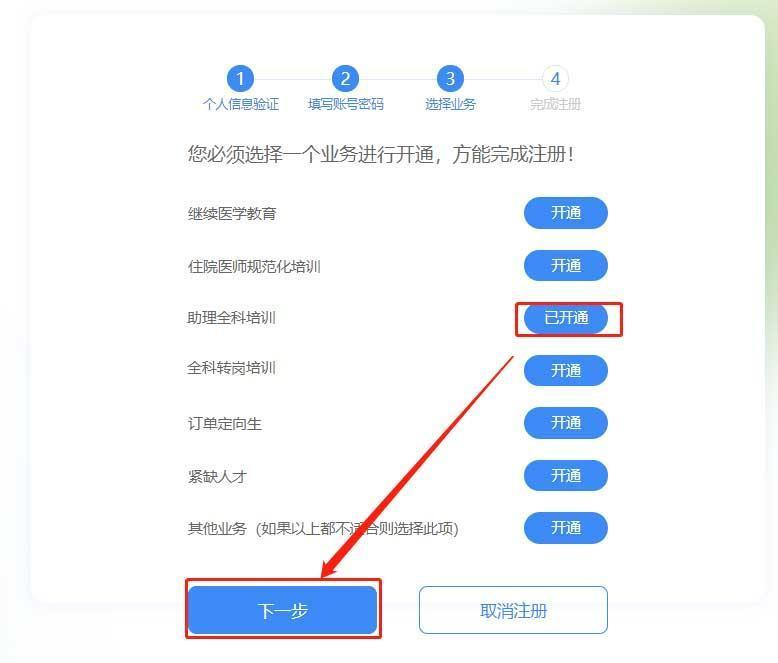 1 2 3 4
个人信息验证 填写账号密码 选择业务 完成注册
您必须选择一个业务进行开通，方能完成注册！
继续医学教育 开通
住院医师规范化培训 开通
助理全科培训 已开通
全科转岗培训 开通
订单定向生 开通
紧缺人才 开通
其他业务（如果以上都不适合则选择此项） 开通
下一步 取消注册